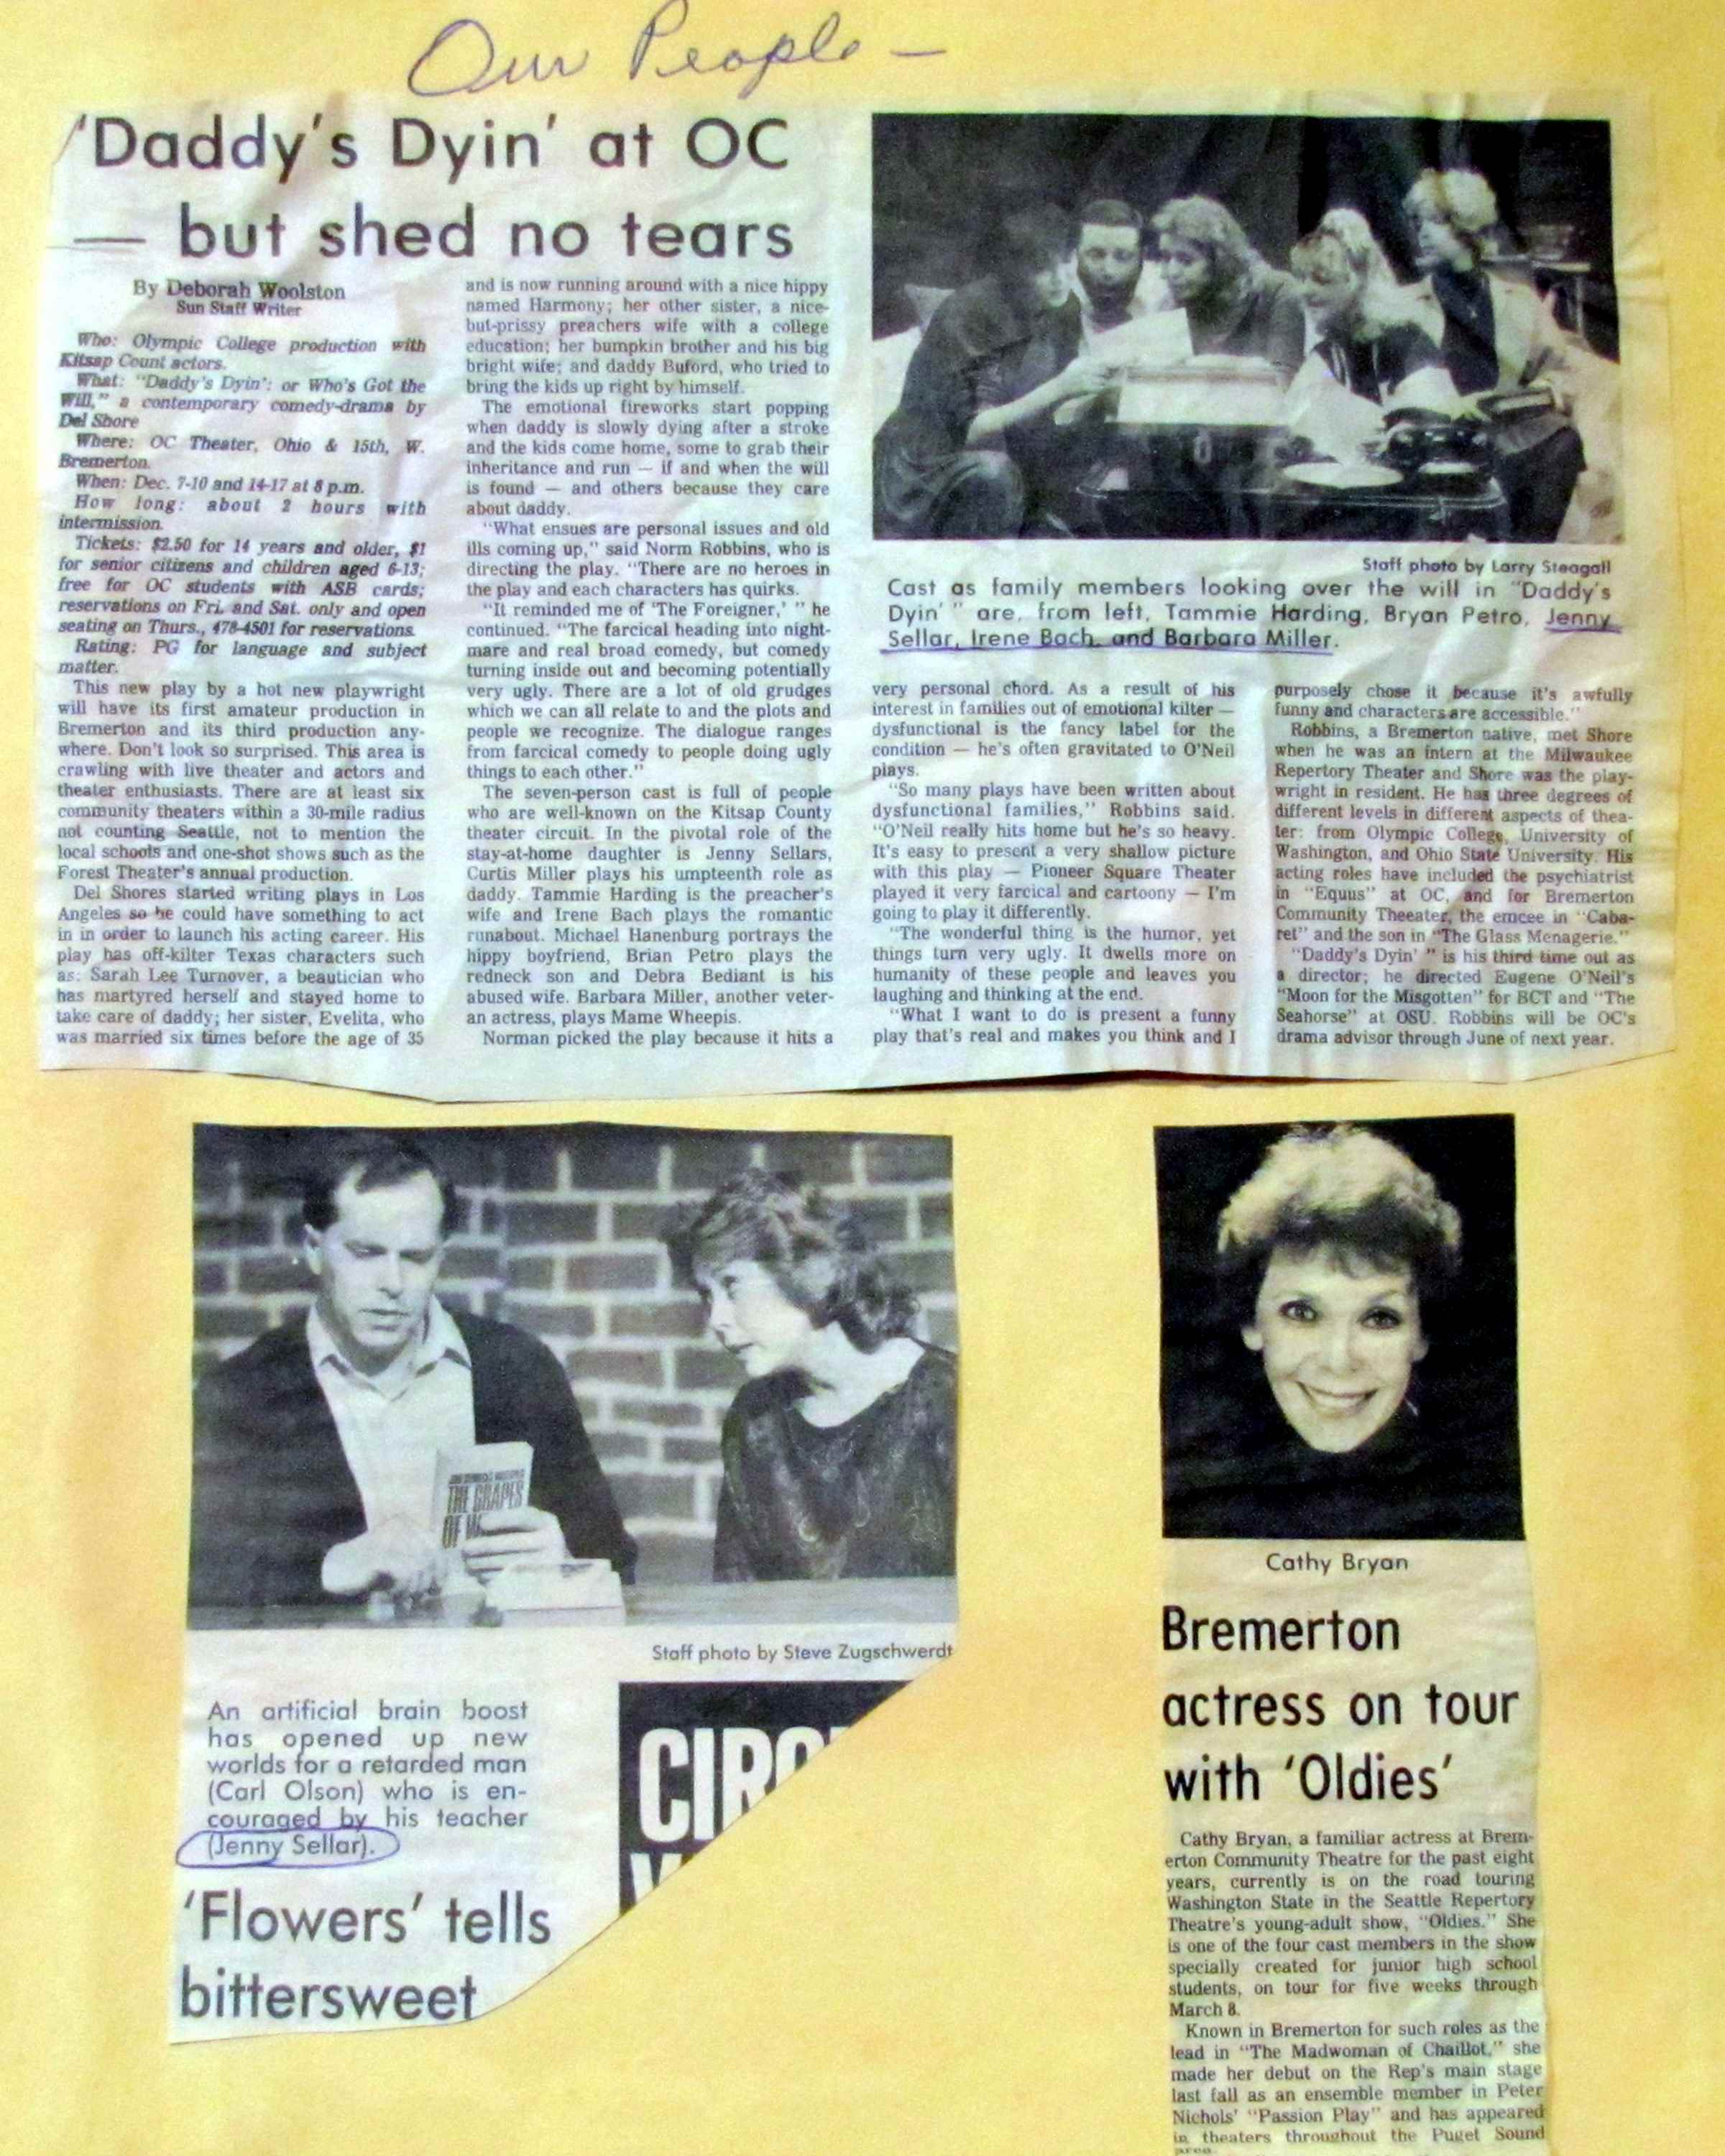 Our People —
'Daddy's Dyin' at OC
— but shed no tears
By Deborah Woolston
Sun Staff Writer
Who: Olympic College production with
Kitsap Count actors.
What: "Daddy's Dyin': or Who's Got the
Will," a contemporary comedy-drama by
Del Shore
Where: OC Theater, Ohio & 15th, W.
Bremerton.
When: Dec. 7-10 and 14-17 at 8 p.m.
How long: about 2 hours with
intermission.
Tickets: $2.50 for 14 years and older, $1
for senior citizens and children aged 6-13;
free for OC students with ASB cards;
reservations on Fri. and Sat. only and open
seating on Thurs., 478-4501 for reservations.
Rating: PG for language and subject
matter.
This new play by a hot new playwright
will have its first amateur production in
Bremerton and its third production any-
where. Don't look so surprised. This area is
crawling with live theater and actors and
theater enthusiasts. There are at least six
community theaters within a 30-mile radius
not counting Seattle, not to mention the
local schools and one-shot shows such as the
Forest Theater's annual production.
Del Shores started writing plays in Los
Angeles so he could have something to act
in in order to launch his acting career. His
play has off-kilter Texas characters such
as: Sarah Lee Turnover, a beautician who
has martyred herself and stayed home to
take care of daddy; her sister, Evelita, who
was married six times before the age of 35
and is now running around with a nice hippy
named Harmony; her other sister, a nice-
but-prissy preachers wife with a college
education; her bumpkin brother and his big
bright wife; and daddy Buford, who tried to
bring the kids up right by himself.
The emotional fireworks start popping
when daddy is slowly dying after a stroke
and the kids come home, some to grab their
inheritance and run — if and when the will
is found — and others because they care
about daddy.
"What ensues are personal issues and old
ills coming up," said Norm Robbins, who is
directing the play. "There are no heroes in
the play and each characters has quirks.
"It reminded me of 'The Foreigner,' " he
continued. "The farcical heading into night-
mare and real broad comedy, but comedy
turning inside out and becoming potentially
very ugly. There are a lot of old grudges
which we can all relate to and the plots and
people we recognize. The dialogue ranges
from farcical comedy to people doing ugly
things to each other."
The seven-person cast is full of people
who are well-known on the Kitsap County
theater circuit. In the pivotal role of the
stay-at-home daughter is Jenny Sellars,
Curtis Miller plays his umpteenth role as
daddy. Tammie Harding is the preacher's
wife and Irene Bach plays the romantic
runabout. Michael Hanenburg portrays the
hippy boyfriend, Brian Petro plays the
redneck son and Debra Bediant is his
abused wife. Barbara Miller, another veter-
an actress, plays Mame Wheepis.
Norman picked the play because it hits a
Staff photo by Larry Steagall
Cast as family members looking over the will in "Daddy's
Dyin' " are, from left, Tammie Harding, Bryan Petro, Jenny
Sellar, Irene Bach, and Barbara Miller.
very personal chord. As a result of his
interest in families out of emotional kilter —
dysfunctional is the fancy label for the
condition — he's often gravitated to O'Neil
plays.
"So many plays have been written about
dysfunctional families," Robbins said.
"O'Neil really hits home but he's so heavy.
It's easy to present a very shallow picture
with this play — Pioneer Square Theater
played it very farcical and cartoony — I'm
going to play it differently.
"The wonderful thing is the humor, yet
things turn very ugly. It dwells more on
humanity of these people and leaves you
laughing and thinking at the end.
"What I want to do is present a funny
play that's real and makes you think and I
purposely chose it because it's awfully
funny and characters are accessible."
Robbins, a Bremerton native, met Shore
when he was an intern at the Milwaukee
Repertory Theater and Shore was the play-
wright in resident. He has three degrees of
different levels in different aspects of thea-
ter: from Olympic College, University of
Washington, and Ohio State University. His
acting roles have included the psychiatrist
in "Equus" at OC, and for Bremerton
Community Theeater, the emcee in "Caba-
ret" and the son in "The Glass Menagerie."
"Daddy's Dyin' " is his third time out as
a director; he directed Eugene O'Neil's
"Moon for the Misgotten" for BCT and "The
Seahorse" at OSU. Robbins will be OC's
drama advisor through June of next year.
THE GRAPES
OF
Staff photo by Steve Zugschwerdt
An artificial brain boost
has opened up new
worlds for a retarded man
(Carl Olson) who is en-
couraged by his teacher
(Jenny Sellar).
CIRC
'Flowers' tells
bittersweet
Cathy Bryan
Bremerton
actress on tour
with 'Oldies'
Cathy Bryan, a familiar actress at Brem-
erton Community Theatre for the past eight
years, currently is on the road touring
Washington State in the Seattle Repertory
Theatre's young-adult show, "Oldies." She
is one of the four cast members in the show
specially created for junior high school
students, on tour for five weeks through
March 8.
Known in Bremerton for such roles as the
lead in "The Madwoman of Chaillot," she
made her debut on the Rep's main stage
last fall as an ensemble member in Peter
Nichols' "Passion Play" and has appeared
in theaters throughout the Puget Sound
area.